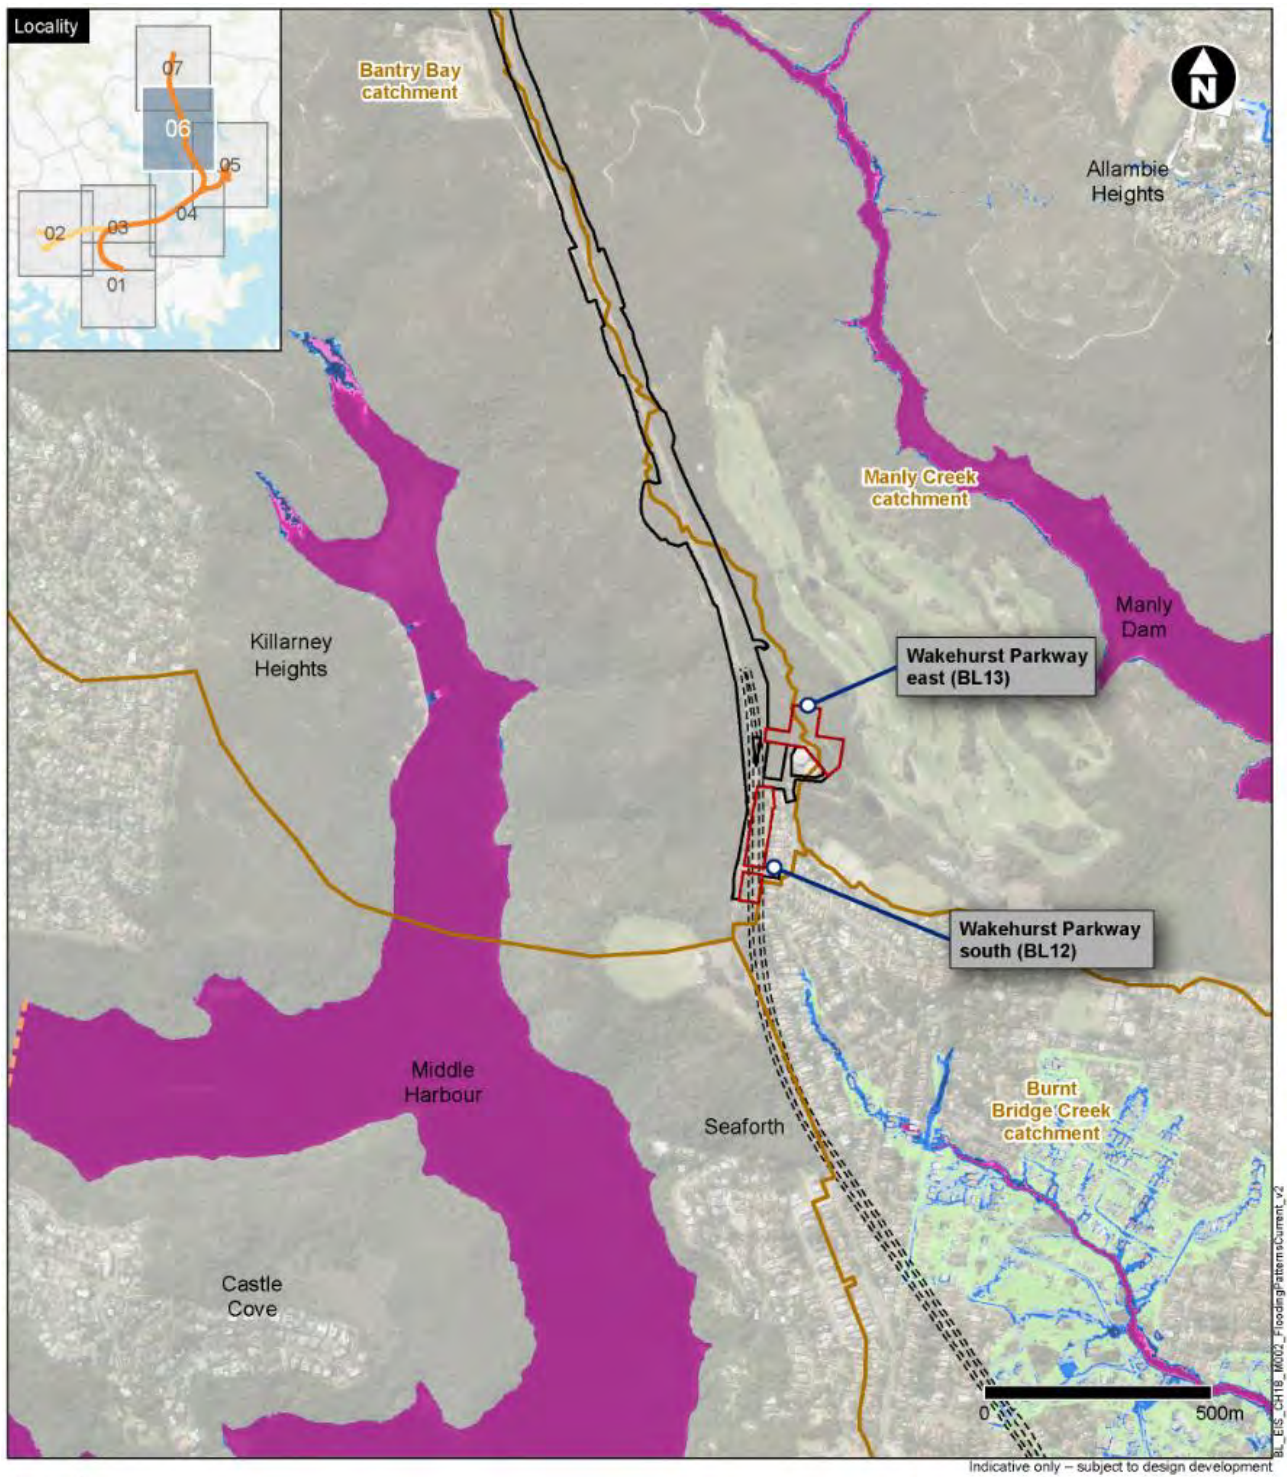 Locality
07
06
05
04
03
02
01
Bantry Bay
catchment
N
Allambie
Heights
Manly Creek
catchment
Manly
Dam
Killarney
Heights
Wakehurst Parkway
east (BL13)
Wakehurst Parkway
south (BL12)
Middle
Harbour
Seaforth
Burnt
Bridge Creek
catchment
Castle
Cove
0
500m
BL_EIS_CH18_M002_FloodingPatternsCurrent_v2
Indicative only – subject to design development